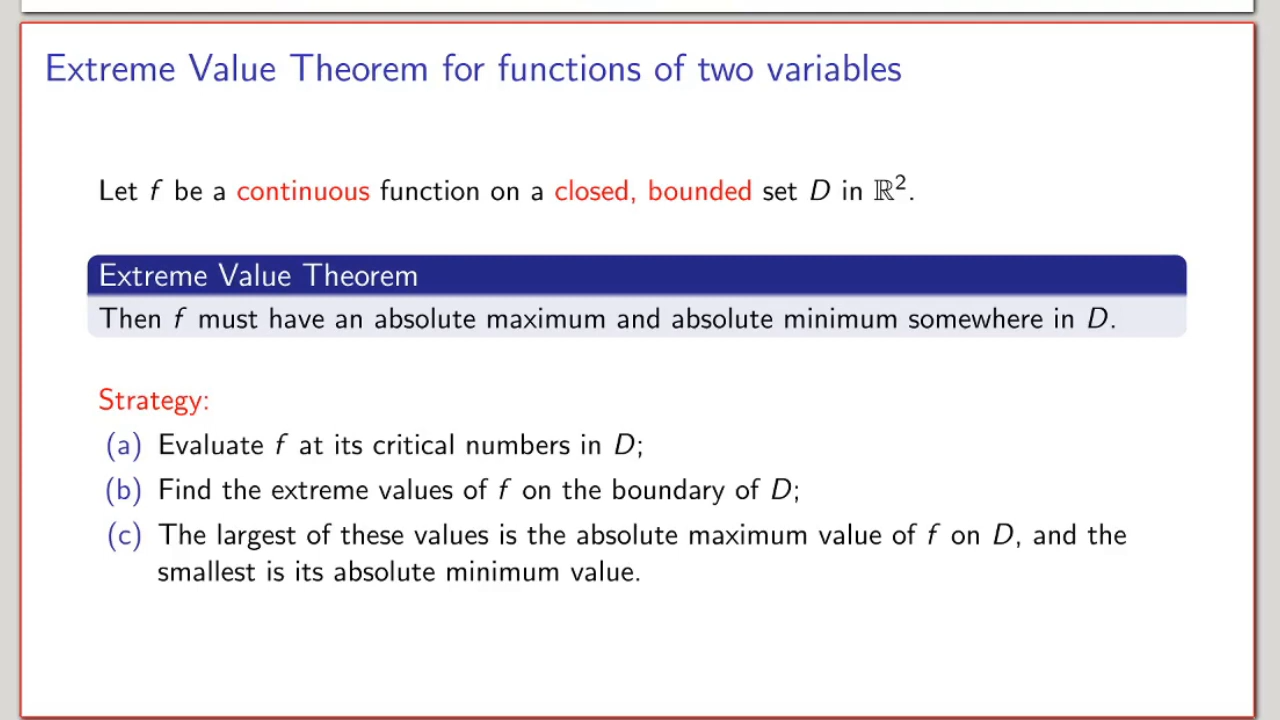 Extreme Value Theorem for functions of two variables
Let f be a continuous function on a closed, bounded set D in ℝ².
Extreme Value Theorem
Then f must have an absolute maximum and absolute minimum somewhere in D.
Strategy:
(a) Evaluate f at its critical numbers in D;
(b) Find the extreme values of f on the boundary of D;
(c) The largest of these values is the absolute maximum value of f on D, and the
smallest is its absolute minimum value.